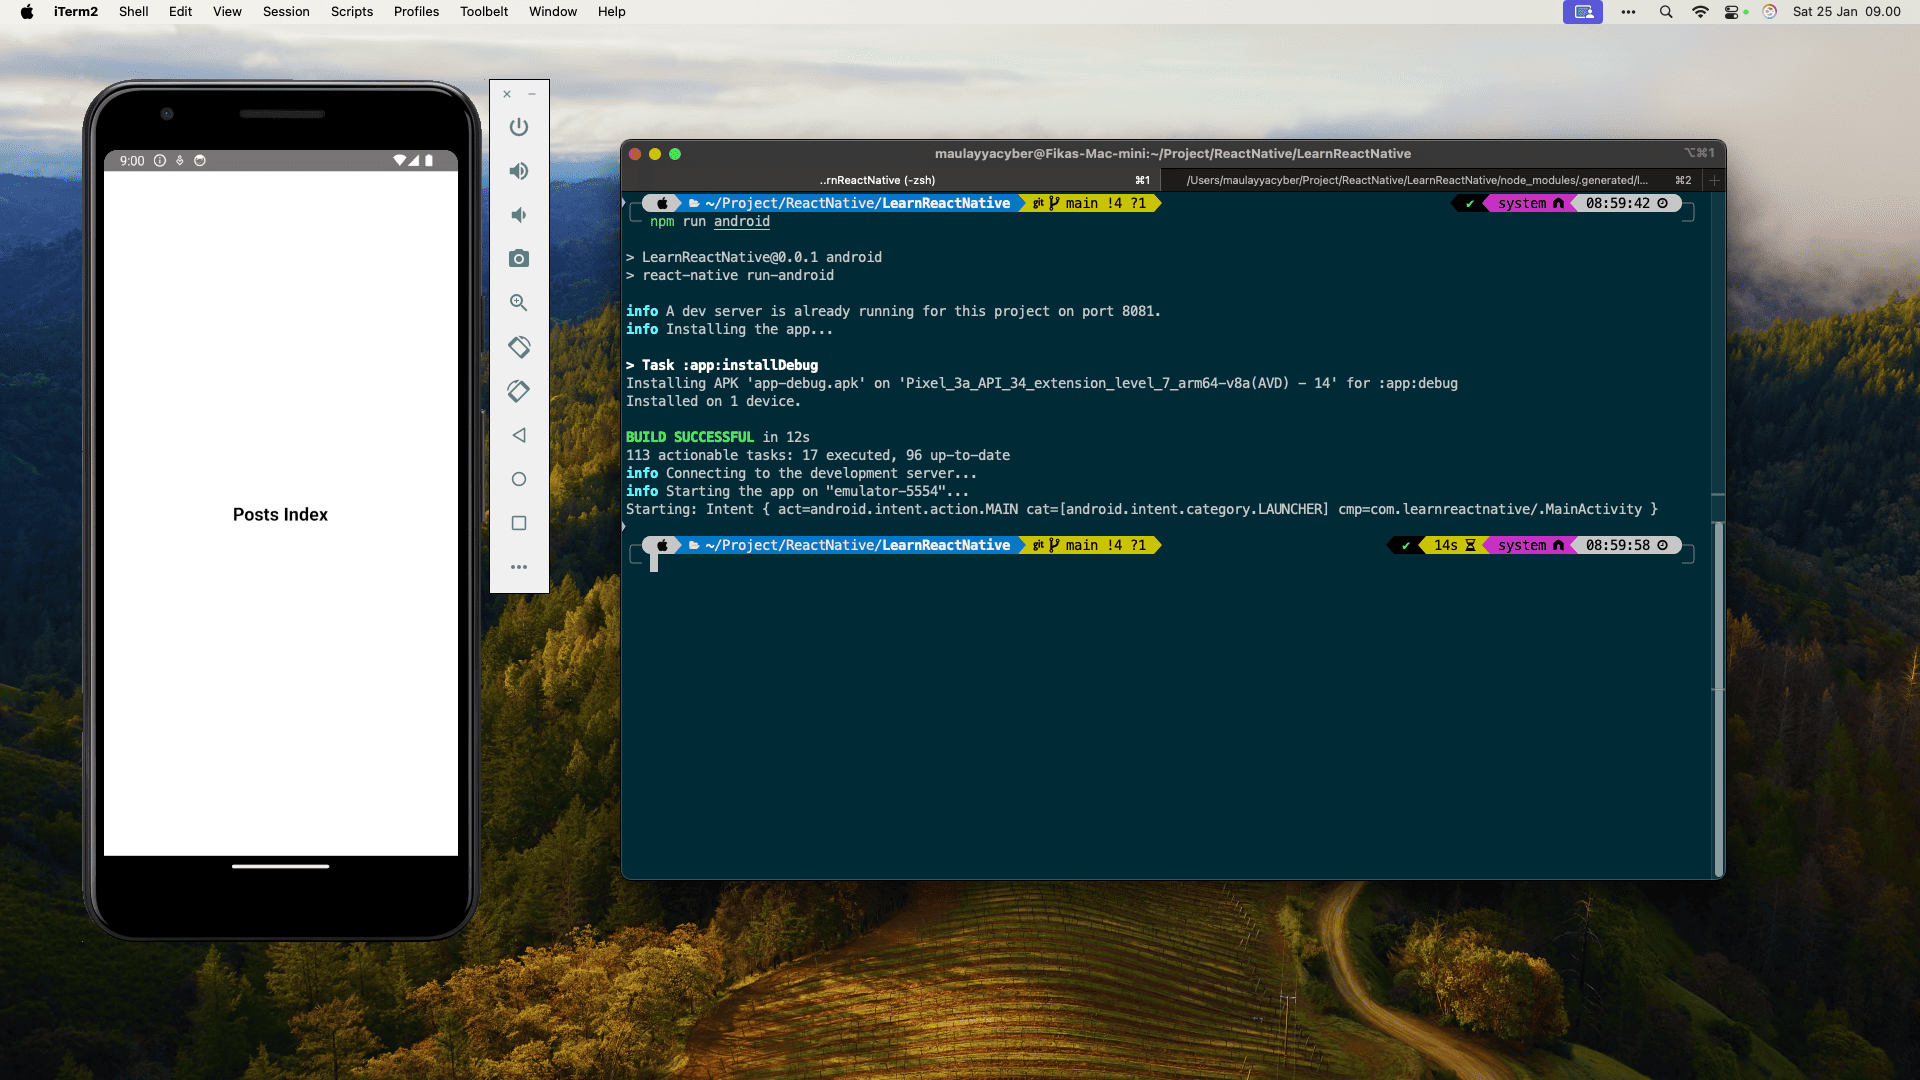 iTerm2 Shell Edit View Session Scripts Profiles Toolbelt Window Help Sat 25 Jan 09.00
9:00
Posts Index
maulayyacyber@Fikas-Mac-mini:~/Project/ReactNative/LearnReactNative ⌥⌘1
..rnReactNative (-zsh) ⌘1 /Users/maulayyacyber/Project/ReactNative/LearnReactNative/node_modules/.generated/l... ⌘2
~/Project/ReactNative/LearnReactNative git main !4 ?1 ✔ system 08:59:42
npm run android
> LearnReactNative@0.0.1 android
> react-native run-android
info A dev server is already running for this project on port 8081.
info Installing the app...
> Task :app:installDebug
Installing APK 'app-debug.apk' on 'Pixel_3a_API_34_extension_level_7_arm64-v8a(AVD) - 14' for :app:debug
Installed on 1 device.
BUILD SUCCESSFUL in 12s
113 actionable tasks: 17 executed, 96 up-to-date
info Connecting to the development server...
info Starting the app on "emulator-5554"...
Starting: Intent { act=android.intent.action.MAIN cat=[android.intent.category.LAUNCHER] cmp=com.learnreactnative/.MainActivity }
~/Project/ReactNative/LearnReactNative git main !4 ?1 ✔ 14s system 08:59:58